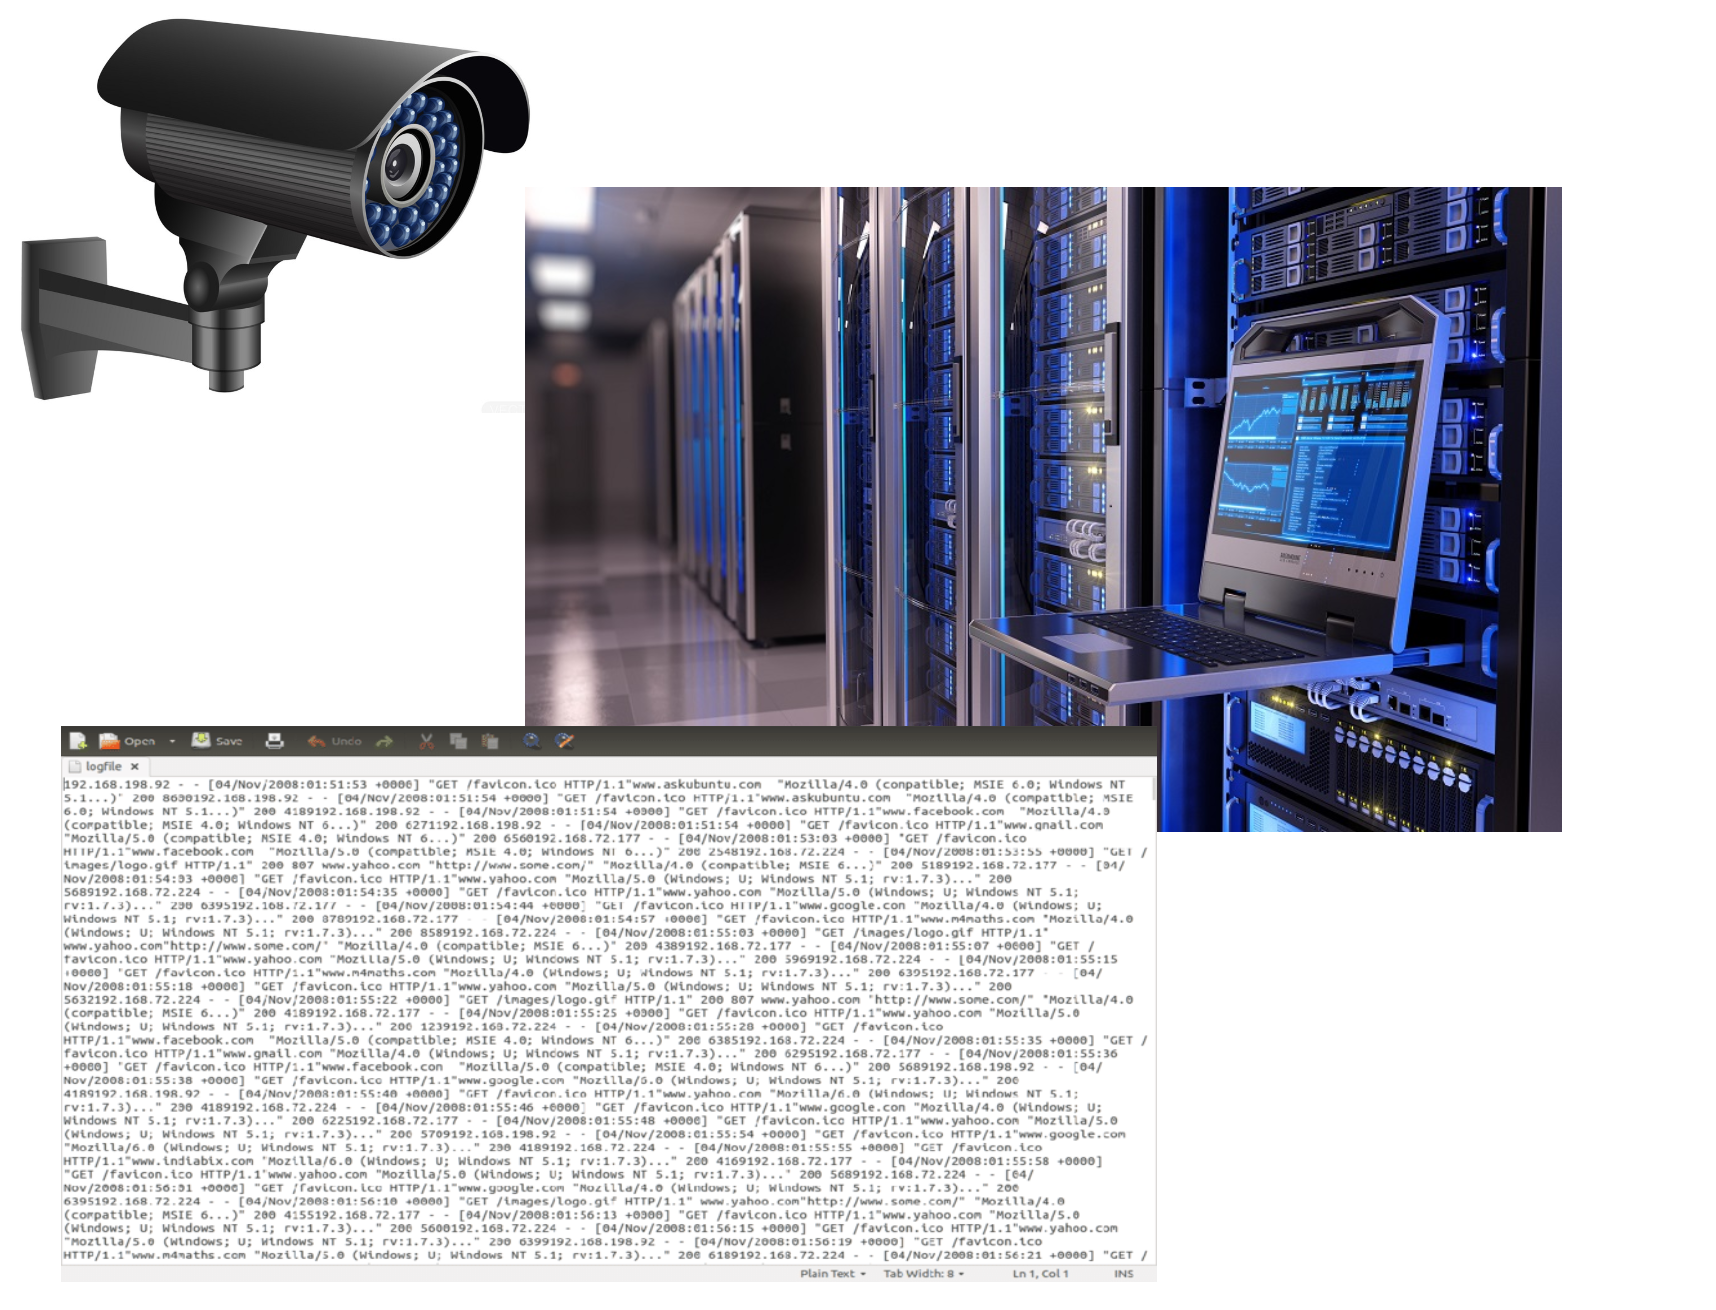 Open Save Undo
logfile
192.168.198.92 - - [04/Nov/2008:01:51:53 +0000] "GET /favicon.ico HTTP/1.1"www.askubuntu.com "Mozilla/4.0 (compatible; MSIE 6.0; Windows NT
5.1...)" 200 8600192.168.198.92 - - [04/Nov/2008:01:51:54 +0000] "GET /favicon.ico HTTP/1.1"www.askubuntu.com "Mozilla/4.0 (compatible; MSIE
6.0; Windows NT 5.1...)" 200 4189192.168.198.92 - - [04/Nov/2008:01:51:54 +0000] "GET /favicon.ico HTTP/1.1"www.facebook.com "Mozilla/4.0
(compatible; MSIE 4.0; Windows NT 6...)" 200 6271192.168.198.92 - - [04/Nov/2008:01:51:54 +0000] "GET /favicon.ico HTTP/1.1"www.gmail.com
"Mozilla/5.0 (compatible; MSIE 4.0; Windows NT 6...)" 200 6560192.168.72.177 - - [04/Nov/2008:01:53:03 +0000] "GET /favicon.ico
HTTP/1.1"www.facebook.com "Mozilla/5.0 (compatible; MSIE 4.0; Windows NT 6...)" 200 2548192.168.72.224 - - [04/Nov/2008:01:53:55 +0000] "GET /
images/logo.gif HTTP/1.1" 200 807 www.yahoo.com "http://www.some.com/" "Mozilla/4.0 (compatible; MSIE 6...)" 200 5189192.168.72.177 - - [04/
Nov/2008:01:54:03 +0000] "GET /favicon.ico HTTP/1.1"www.yahoo.com "Mozilla/5.0 (Windows; U; Windows NT 5.1; rv:1.7.3)..." 200
5689192.168.72.224 - - [04/Nov/2008:01:54:35 +0000] "GET /favicon.ico HTTP/1.1"www.yahoo.com "Mozilla/5.0 (Windows; U; Windows NT 5.1;
rv:1.7.3)..." 200 6395192.168.72.177 - - [04/Nov/2008:01:54:44 +0000] "GET /favicon.ico HTTP/1.1"www.google.com "Mozilla/4.0 (Windows; U;
Windows NT 5.1; rv:1.7.3)..." 200 8789192.168.72.177 - - [04/Nov/2008:01:54:57 +0000] "GET /favicon.ico HTTP/1.1"www.m4maths.com "Mozilla/4.0
(Windows; U; Windows NT 5.1; rv:1.7.3)..." 200 8589192.168.72.224 - - [04/Nov/2008:01:55:03 +0000] "GET /images/logo.gif HTTP/1.1"
www.yahoo.com"http://www.some.com/" "Mozilla/4.0 (compatible; MSIE 6...)" 200 4389192.168.72.177 - - [04/Nov/2008:01:55:07 +0000] "GET /
favicon.ico HTTP/1.1"www.yahoo.com "Mozilla/5.0 (Windows; U; Windows NT 5.1; rv:1.7.3)..." 200 5969192.168.72.224 - - [04/Nov/2008:01:55:15
+0000] "GET /favicon.ico HTTP/1.1"www.m4maths.com "Mozilla/4.0 (Windows; U; Windows NT 5.1; rv:1.7.3)..." 200 6395192.168.72.177 - - [04/
Nov/2008:01:55:18 +0000] "GET /favicon.ico HTTP/1.1"www.yahoo.com "Mozilla/5.0 (Windows; U; Windows NT 5.1; rv:1.7.3)..." 200
5632192.168.72.224 - - [04/Nov/2008:01:55:22 +0000] "GET /images/logo.gif HTTP/1.1" 200 807 www.yahoo.com "http://www.some.com/" "Mozilla/4.0
(compatible; MSIE 6...)" 200 4189192.168.72.177 - - [04/Nov/2008:01:55:25 +0000] "GET /favicon.ico HTTP/1.1"www.yahoo.com "Mozilla/5.0
(Windows; U; Windows NT 5.1; rv:1.7.3)..." 200 1239192.168.72.224 - - [04/Nov/2008:01:55:28 +0000] "GET /favicon.ico
HTTP/1.1"www.facebook.com "Mozilla/5.0 (compatible; MSIE 4.0; Windows NT 6...)" 200 6385192.168.72.224 - - [04/Nov/2008:01:55:35 +0000] "GET /
favicon.ico HTTP/1.1"www.gmail.com "Mozilla/4.0 (Windows; U; Windows NT 5.1; rv:1.7.3)..." 200 6295192.168.72.177 - - [04/Nov/2008:01:55:36
+0000] "GET /favicon.ico HTTP/1.1"www.facebook.com "Mozilla/5.0 (compatible; MSIE 4.0; Windows NT 6...)" 200 5689192.168.198.92 - - [04/
Nov/2008:01:55:38 +0000] "GET /favicon.ico HTTP/1.1"www.google.com "Mozilla/6.0 (Windows; U; Windows NT 5.1; rv:1.7.3)..." 200
4189192.168.198.92 - - [04/Nov/2008:01:55:40 +0000] "GET /favicon.ico HTTP/1.1"www.yahoo.com "Mozilla/6.0 (Windows; U; Windows NT 5.1;
rv:1.7.3)..." 200 4189192.168.72.224 - - [04/Nov/2008:01:55:46 +0000] "GET /favicon.ico HTTP/1.1"www.google.com "Mozilla/4.0 (Windows; U;
Windows NT 5.1; rv:1.7.3)..." 200 6225192.168.72.177 - - [04/Nov/2008:01:55:48 +0000] "GET /favicon.ico HTTP/1.1"www.yahoo.com "Mozilla/5.0
(Windows; U; Windows NT 5.1; rv:1.7.3)..." 200 5709192.168.198.92 - - [04/Nov/2008:01:55:54 +0000] "GET /favicon.ico HTTP/1.1"www.google.com
"Mozilla/6.0 (Windows; U; Windows NT 5.1; rv:1.7.3)..." 200 4189192.168.72.224 - - [04/Nov/2008:01:55:55 +0000] "GET /favicon.ico
HTTP/1.1"www.indiabix.com "Mozilla/6.0 (Windows; U; Windows NT 5.1; rv:1.7.3)..." 200 4169192.168.72.177 - - [04/Nov/2008:01:55:58 +0000]
"GET /favicon.ico HTTP/1.1"www.yahoo.com "Mozilla/5.0 (Windows; U; Windows NT 5.1; rv:1.7.3)..." 200 5689192.168.72.224 - - [04/
Nov/2008:01:56:01 +0000] "GET /favicon.ico HTTP/1.1"www.google.com "Mozilla/4.0 (Windows; U; Windows NT 5.1; rv:1.7.3)..." 200
6395192.168.72.224 - - [04/Nov/2008:01:56:10 +0000] "GET /images/logo.gif HTTP/1.1" www.yahoo.com"http://www.some.com/" "Mozilla/4.0
(compatible; MSIE 6...)" 200 4155192.168.72.177 - - [04/Nov/2008:01:56:13 +0000] "GET /favicon.ico HTTP/1.1"www.yahoo.com "Mozilla/5.0
(Windows; U; Windows NT 5.1; rv:1.7.3)..." 200 5600192.168.72.224 - - [04/Nov/2008:01:56:15 +0000] "GET /favicon.ico HTTP/1.1"www.yahoo.com
"Mozilla/5.0 (Windows; U; Windows NT 5.1; rv:1.7.3)..." 200 6399192.168.198.92 - - [04/Nov/2008:01:56:19 +0000] "GET /favicon.ico
HTTP/1.1"www.m4maths.com "Mozilla/5.0 (Windows; U; Windows NT 5.1; rv:1.7.3)..." 200 6189192.168.72.224 - - [04/Nov/2008:01:56:21 +0000] "GET /
Plain Text Tab Width: 8 Ln 1, Col 1 INS